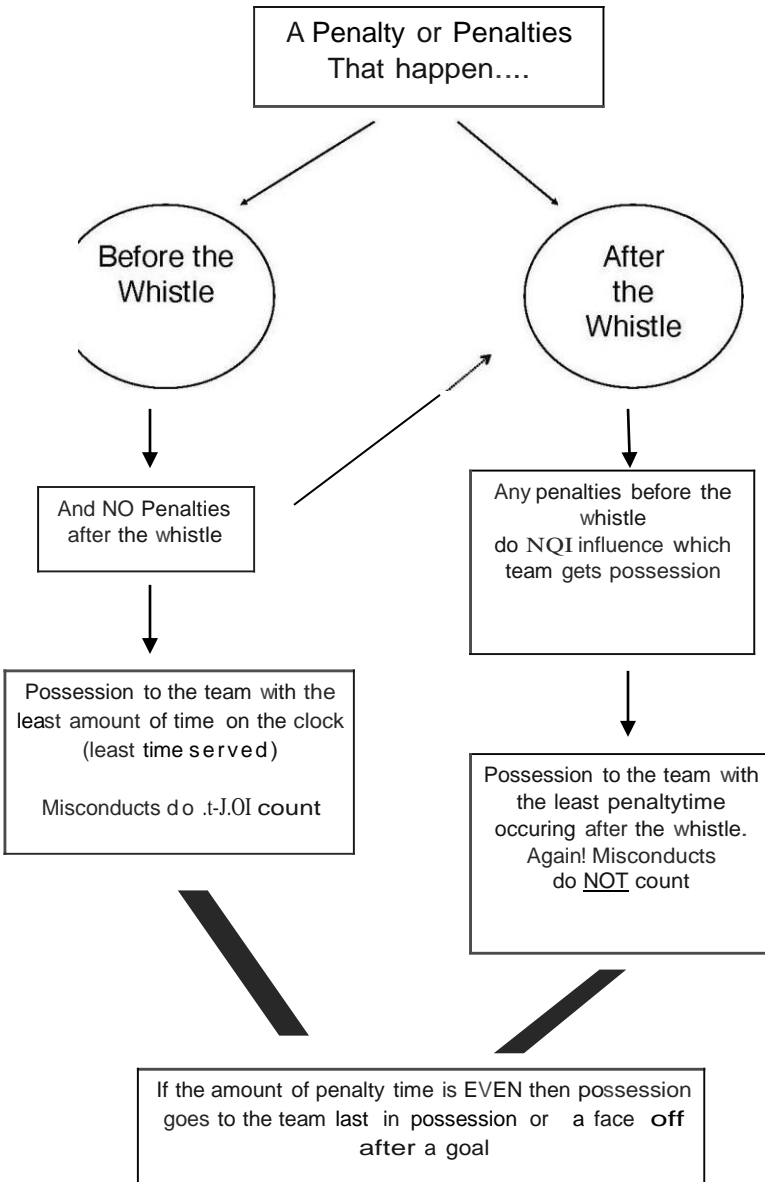 A Penalty or Penalties
That happen....
Before the
Whistle
After
the
Whistle
And NO Penalties
after the whistle
Any penalties before the
whistle
do NQI influence which
team gets possession
Possession to the team with the
least amount of time on the clock
(least time served)
Misconducts do .t-J.OI count
Possession to the team with
the least penaltytime
occuring after the whistle.
Again! Misconducts
do NOT count
If the amount of penalty time is EVEN then possession
goes to the team last in possession or a face off
after a goal